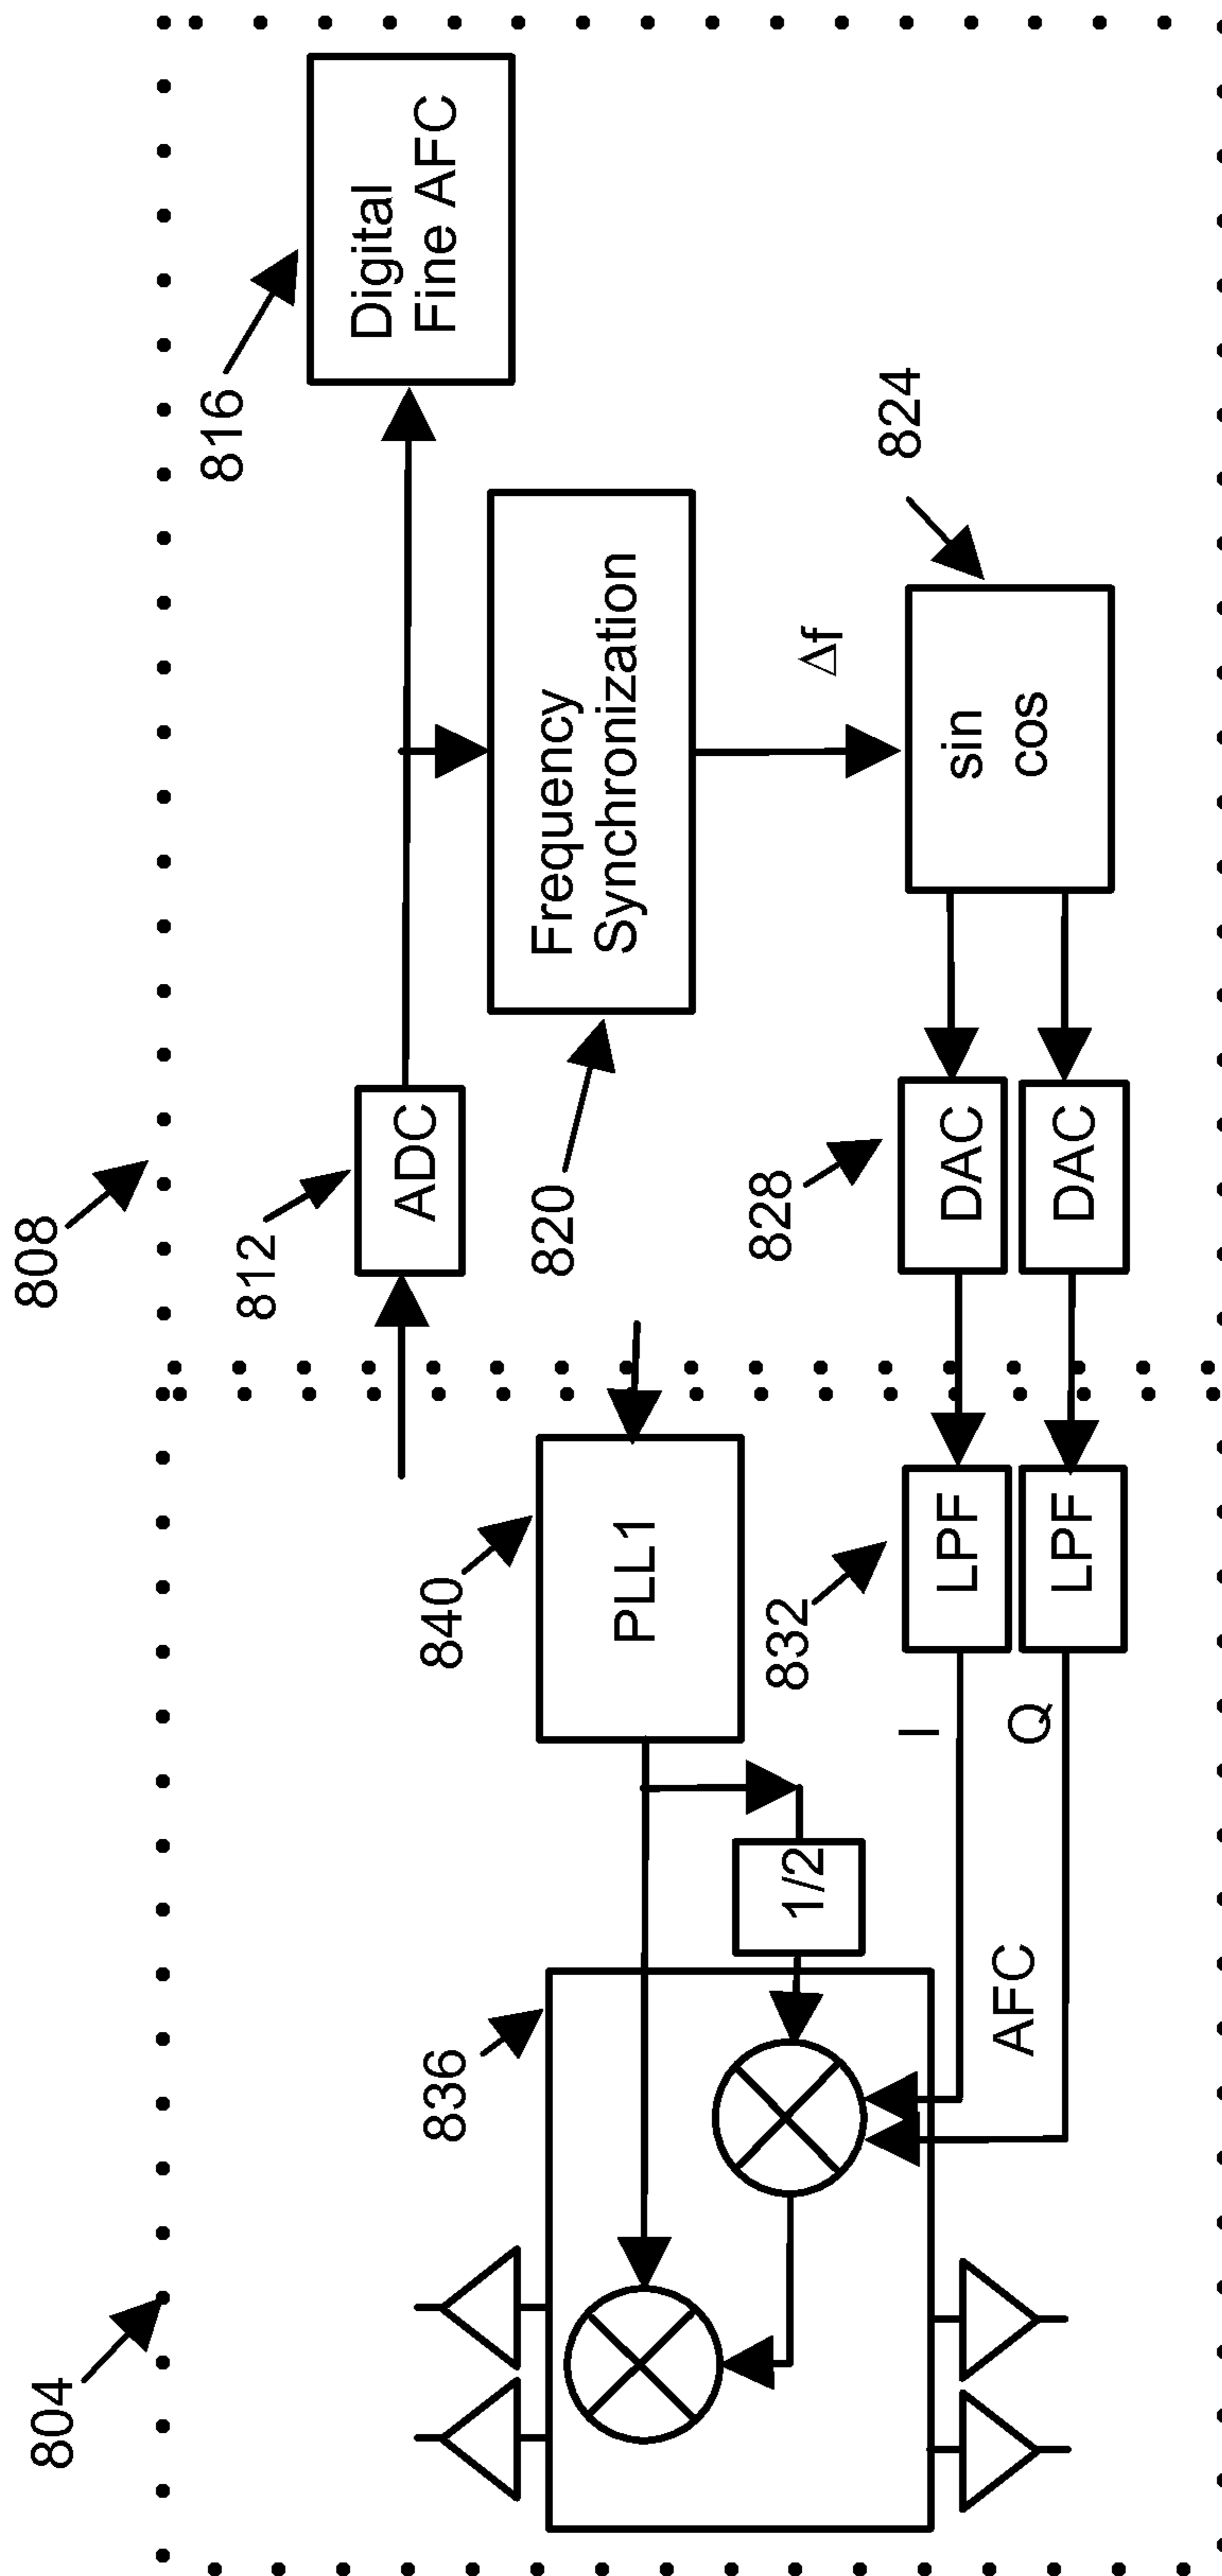 804
808
836
840
812
816
ADC
Digital
Fine AFC
PLL1
820
Frequency
Synchronization
1/2
832
828
Δf
824
I
LPF
DAC
sin
cos
Q
LPF
DAC
AFC